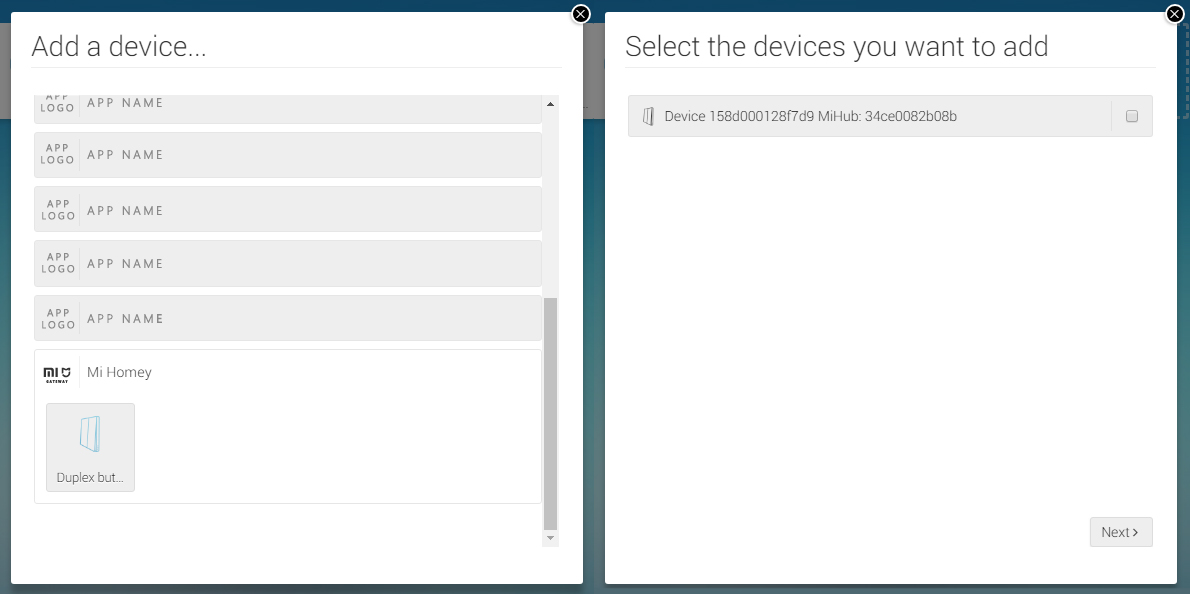 Add a device...
APP
LOGO
APP NAME
APP
LOGO
APP NAME
APP
LOGO
APP NAME
APP
LOGO
APP NAME
APP
LOGO
APP NAME
MI
GATEWAY
Mi Homey
Duplex but...
Select the devices you want to add
Device 158d000128f7d9 MiHub: 34ce0082b08b
Next >